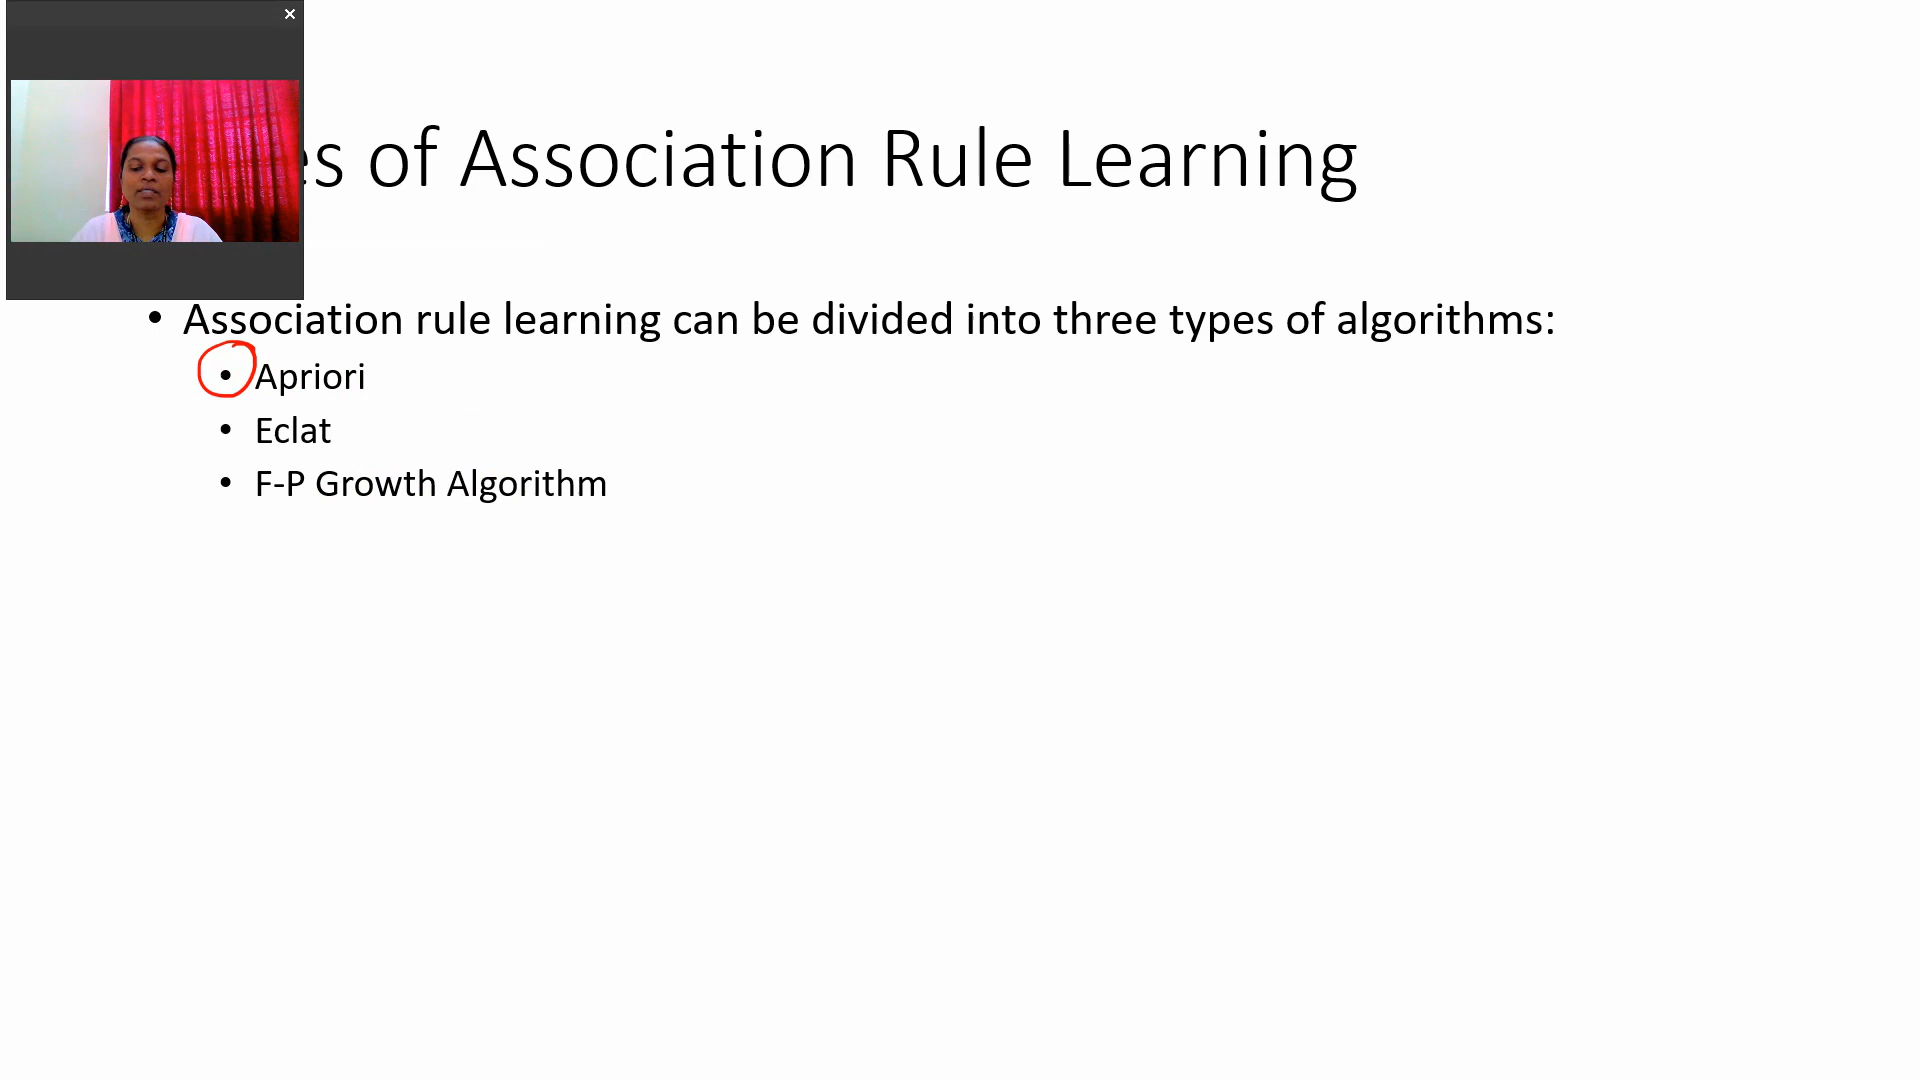 of Association Rule Learning
• Association rule learning can be divided into three types of algorithms:
• Apriori
• Eclat
• F-P Growth Algorithm